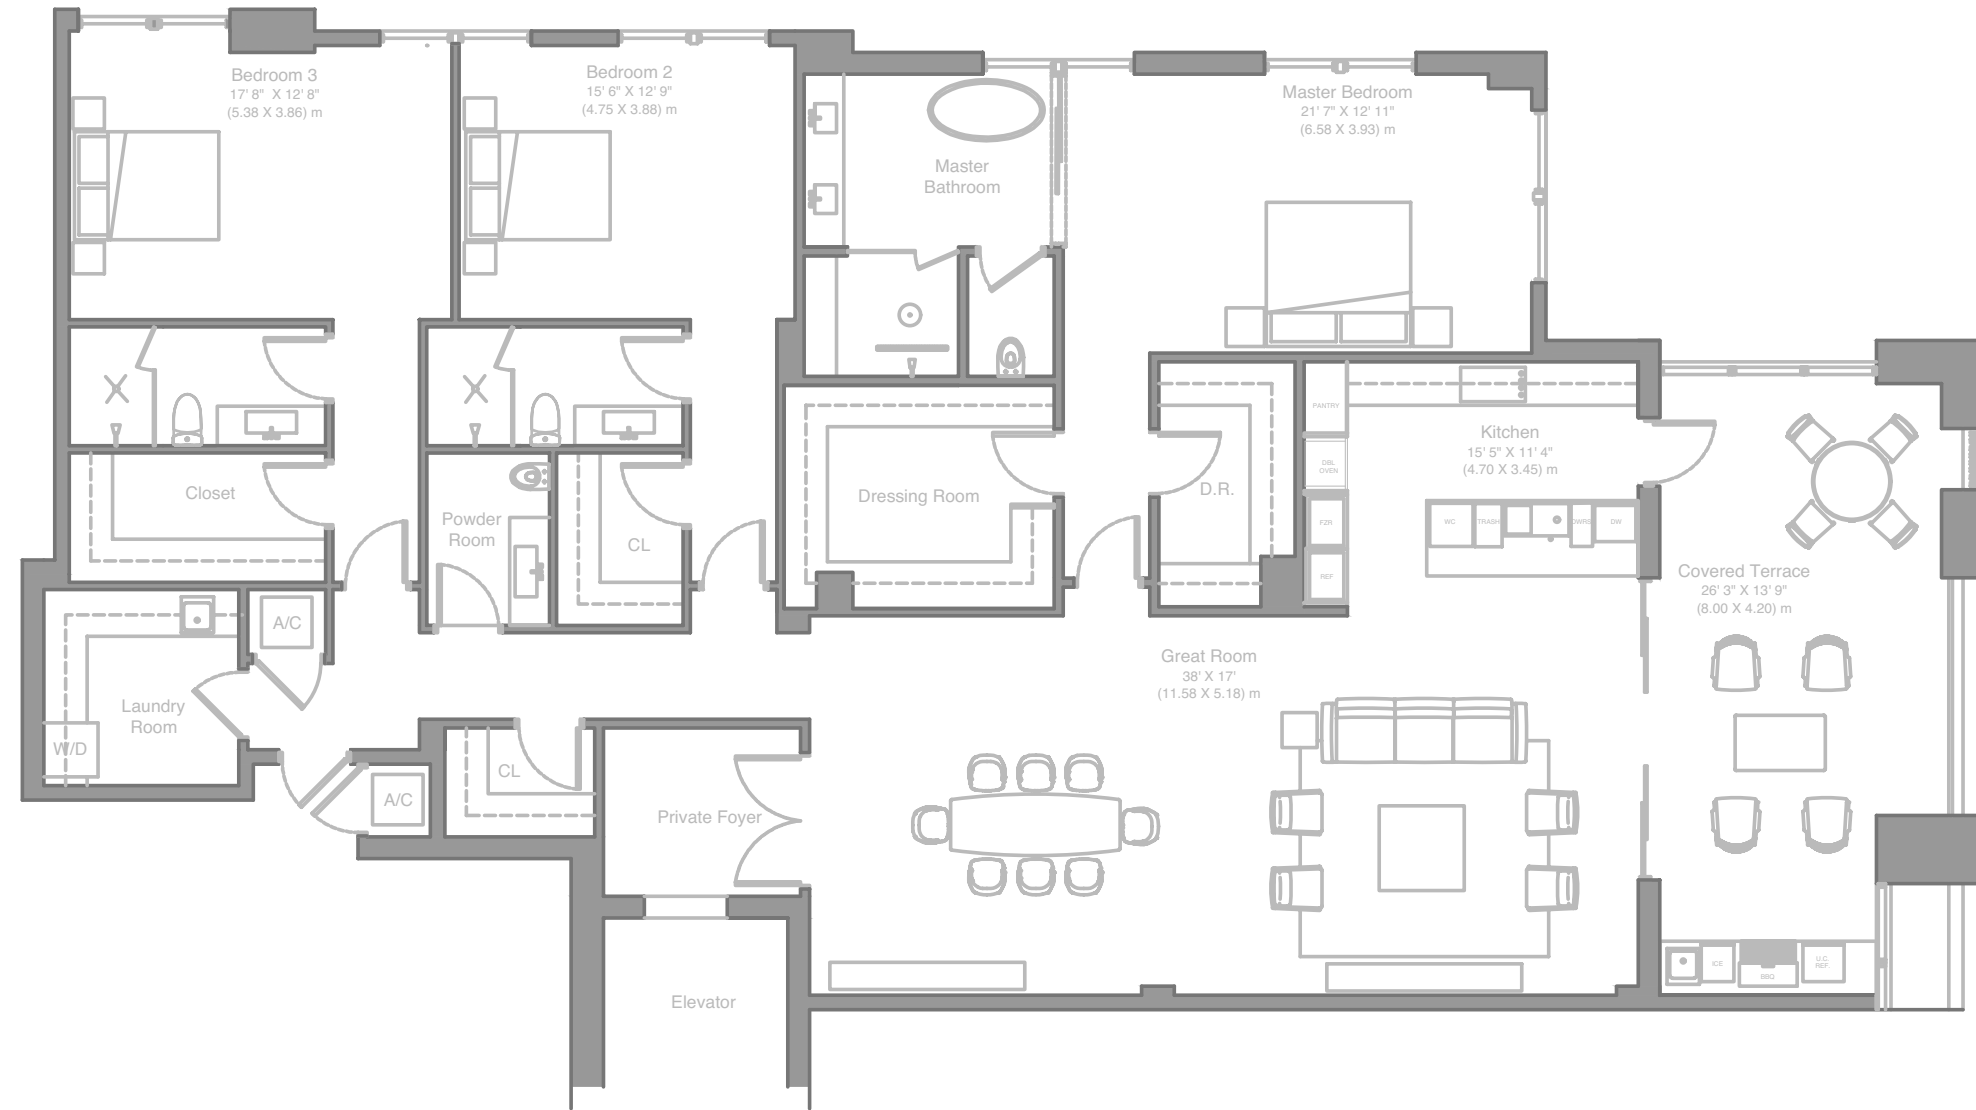 Bedroom 3
17' 8" X 12' 8"
(5.38 X 3.86) m
Bedroom 2
15' 6" X 12' 9"
(4.75 X 3.88) m
Master Bedroom
21' 7" X 12' 11"
(6.58 X 3.93) m
Master
Bathroom
PANTRY
Kitchen
15' 5" X 11' 4"
(4.70 X 3.45) m
DBL
OVEN
Closet
Dressing Room
D.R.
Powder
Room
CL
FZR
WC
TRASH
DWRS
DW
REF
Covered Terrace
26' 3" X 13' 9"
(8.00 X 4.20) m
A/C
Great Room
38' X 17'
(11.58 X 5.18) m
Laundry
Room
W/D
CL
A/C
Private Foyer
ICE
BBQ
U.C.
REF.
Elevator